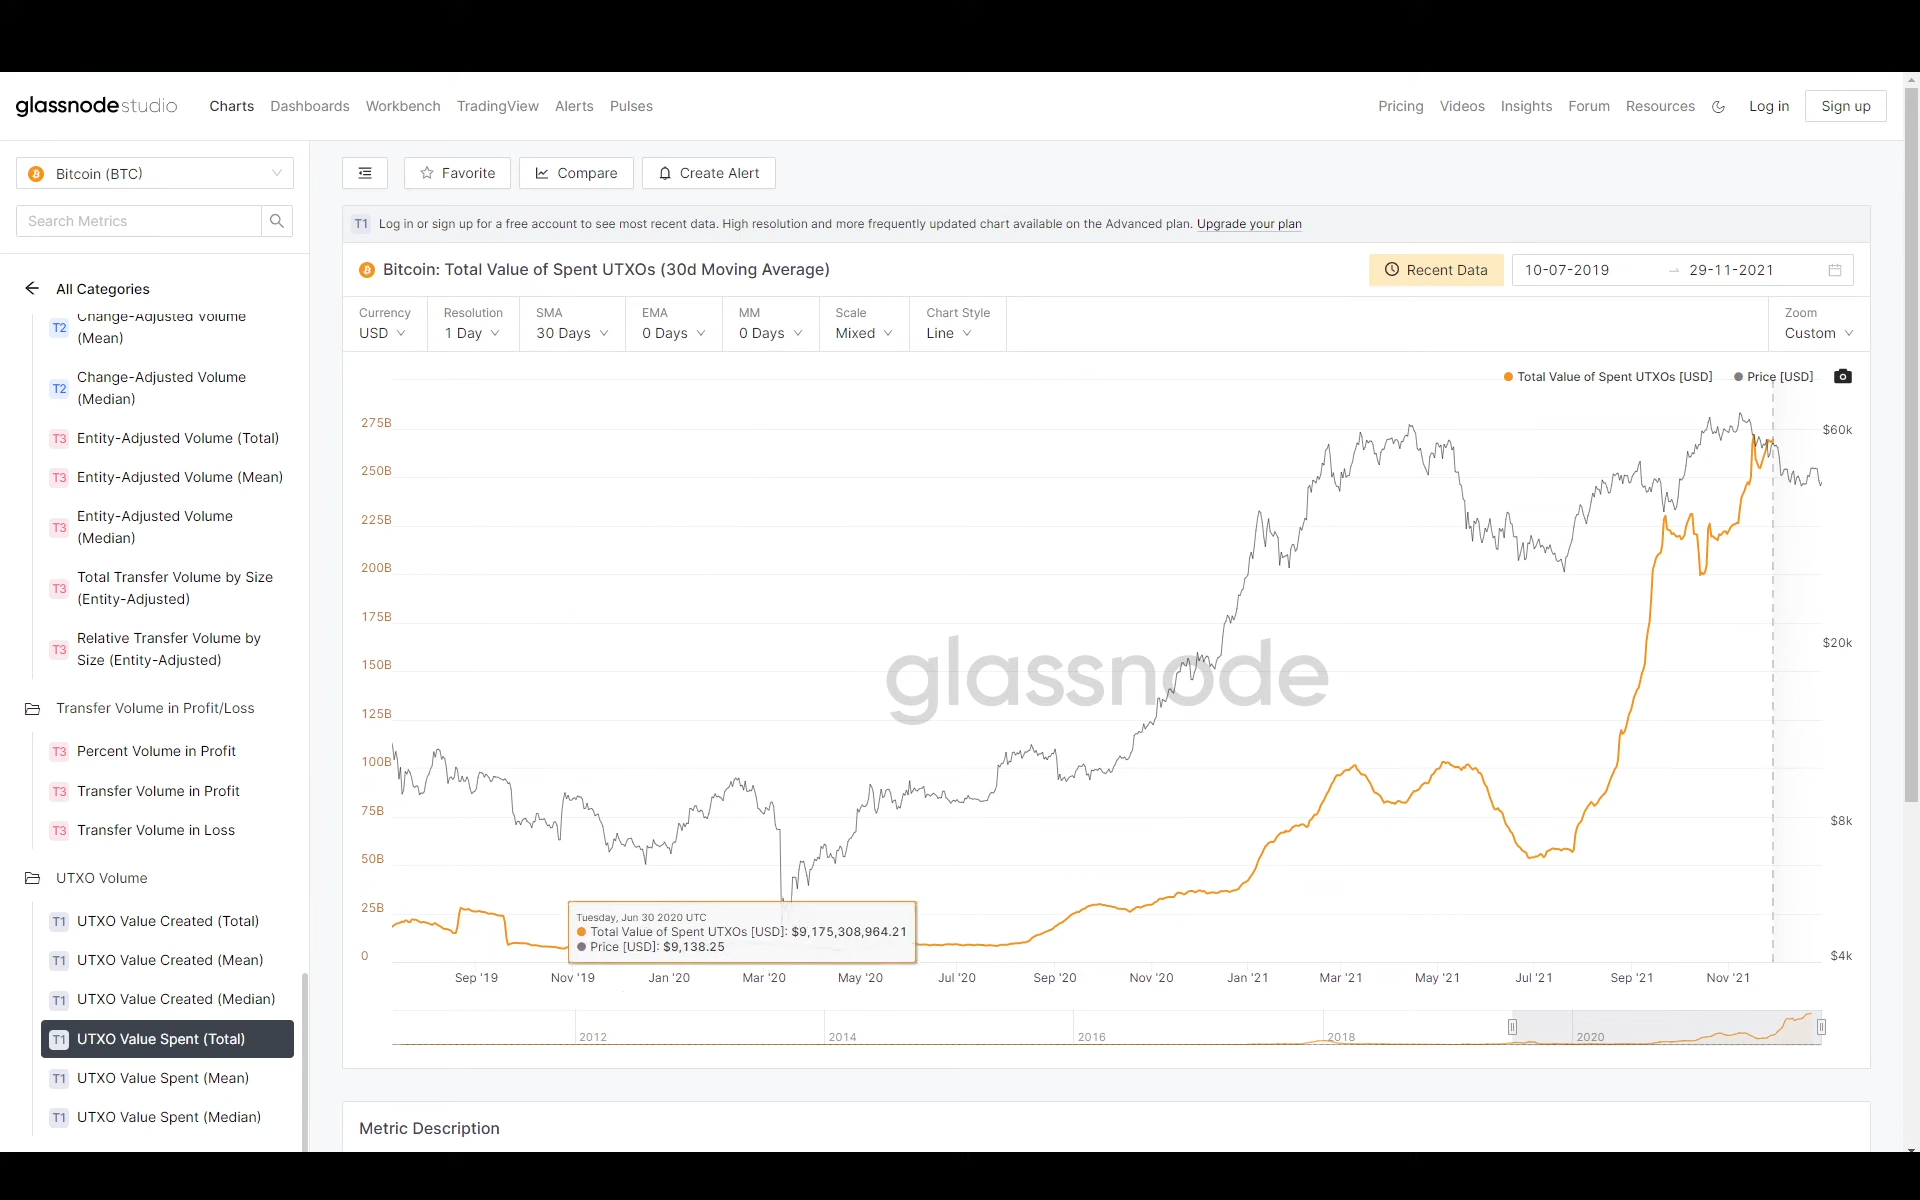 glassnodestudio
Charts Dashboards Workbench TradingView Alerts Pulses
Pricing Videos Insights Forum Resources Log in Sign up
Bitcoin (BTC)
Search Metrics
All Categories
T2 Change-Adjusted Volume
(Mean)
T2 Change-Adjusted Volume
(Median)
T3 Entity-Adjusted Volume (Total)
T3 Entity-Adjusted Volume (Mean)
T3 Entity-Adjusted Volume
(Median)
T3 Total Transfer Volume by Size
(Entity-Adjusted)
T3 Relative Transfer Volume by
Size (Entity-Adjusted)
Transfer Volume in Profit/Loss
T3 Percent Volume in Profit
T3 Transfer Volume in Profit
T3 Transfer Volume in Loss
UTXO Volume
T1 UTXO Value Created (Total)
T1 UTXO Value Created (Mean)
T1 UTXO Value Created (Median)
T1 UTXO Value Spent (Total)
T1 UTXO Value Spent (Mean)
T1 UTXO Value Spent (Median)
Favorite Compare Create Alert
T1 Log in or sign up for a free account to see most recent data. High resolution and more frequently updated chart available on the Advanced plan. Upgrade your plan
Bitcoin: Total Value of Spent UTXOs (30d Moving Average)
Recent Data 10-07-2019 → 29-11-2021
Currency Resolution SMA EMA MM Scale Chart Style Zoom
USD 1 Day 30 Days 0 Days 0 Days Mixed Line Custom
Total Value of Spent UTXOs [USD] Price [USD]
275B
250B
225B
200B
175B
150B
125B
100B
75B
50B
25B
0
$60k
$20k
$8k
$4k
glassnode
Tuesday, Jun 30 2020 UTC
Total Value of Spent UTXOs [USD]: $9,175,308,964.21
Price [USD]: $9,138.25
Sep '19 Nov '19 Jan '20 Mar '20 May '20 Jul '20 Sep '20 Nov '20 Jan '21 Mar '21 May '21 Jul '21 Sep '21 Nov '21
2012 2014 2016 2018 2020
Metric Description